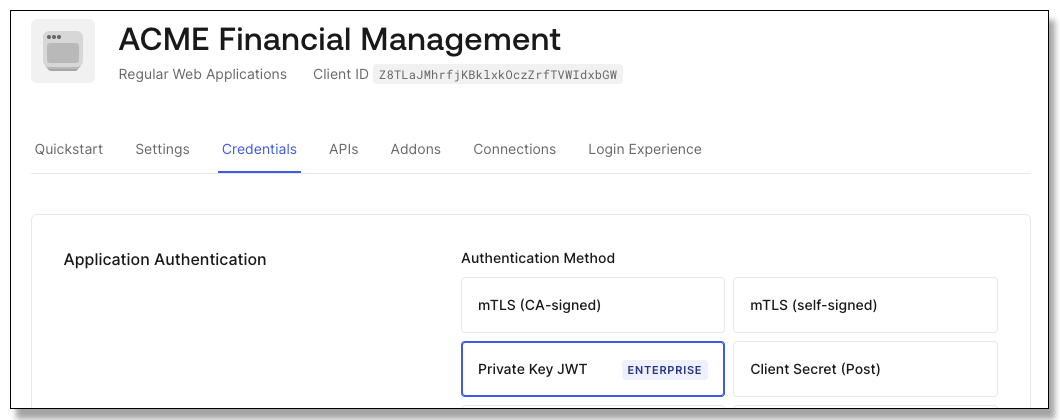 ACME Financial Management
Regular Web Applications Client ID Z8TLaJMhrfjKBklxkOczZrfTVWIdxbGW
Quickstart Settings Credentials APIs Addons Connections Login Experience
Application Authentication
Authentication Method
mTLS (CA-signed) mTLS (self-signed)
Private Key JWT ENTERPRISE Client Secret (Post)